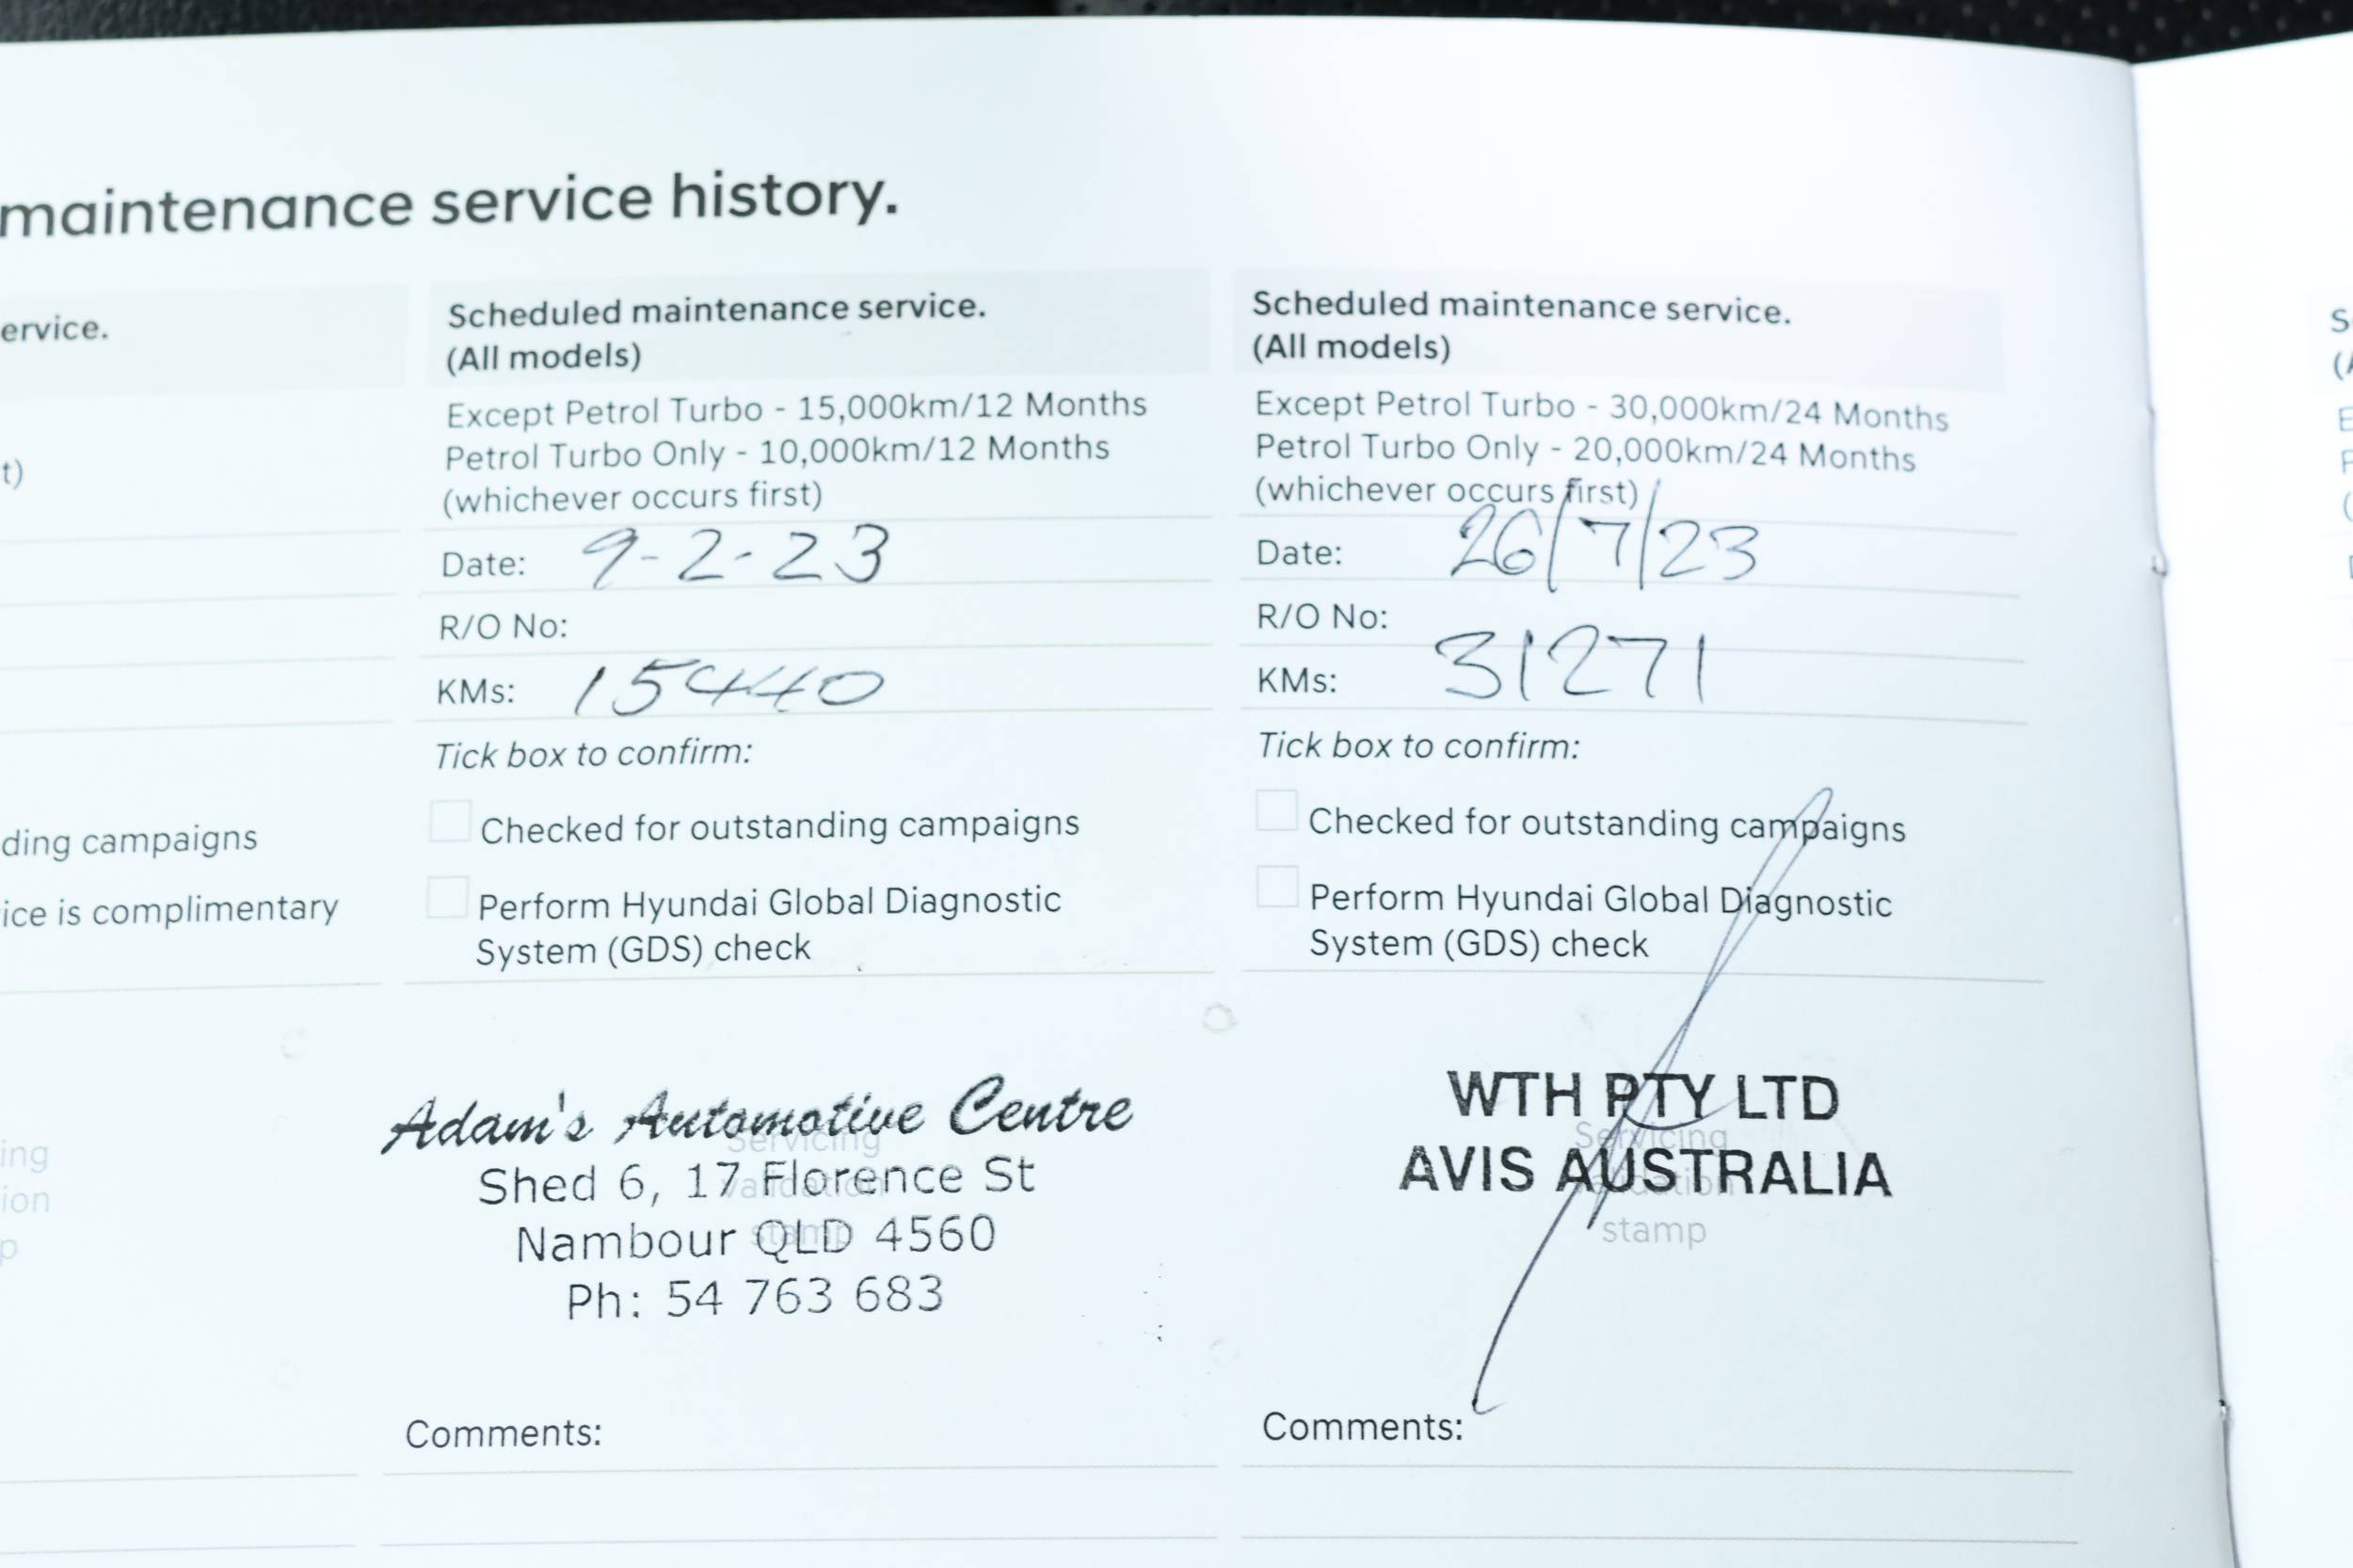 maintenance service history.
ervice.
t)
ding campaigns
ice is complimentary
ing
ion
p
Scheduled maintenance service.
(All models)
Except Petrol Turbo - 15,000km/12 Months
Petrol Turbo Only - 10,000km/12 Months
(whichever occurs first)
Date: 9-2-23
R/O No:
KMs: 15440
Tick box to confirm:
Checked for outstanding campaigns
Perform Hyundai Global Diagnostic
System (GDS) check
Adam's Automotive Centre
Servicing
Shed 6, 17 Florence St
validation
Nambour QLD 4560
stamp
Ph: 54 763 683
Comments:
Scheduled maintenance service.
(All models)
Except Petrol Turbo - 30,000km/24 Months
Petrol Turbo Only - 20,000km/24 Months
(whichever occurs first)
Date: 26/7/23
R/O No:
KMs: 31271
Tick box to confirm:
Checked for outstanding campaigns
Perform Hyundai Global Diagnostic
System (GDS) check
WTH PTY LTD
Servicing
AVIS AUSTRALIA
validation
stamp
Comments: